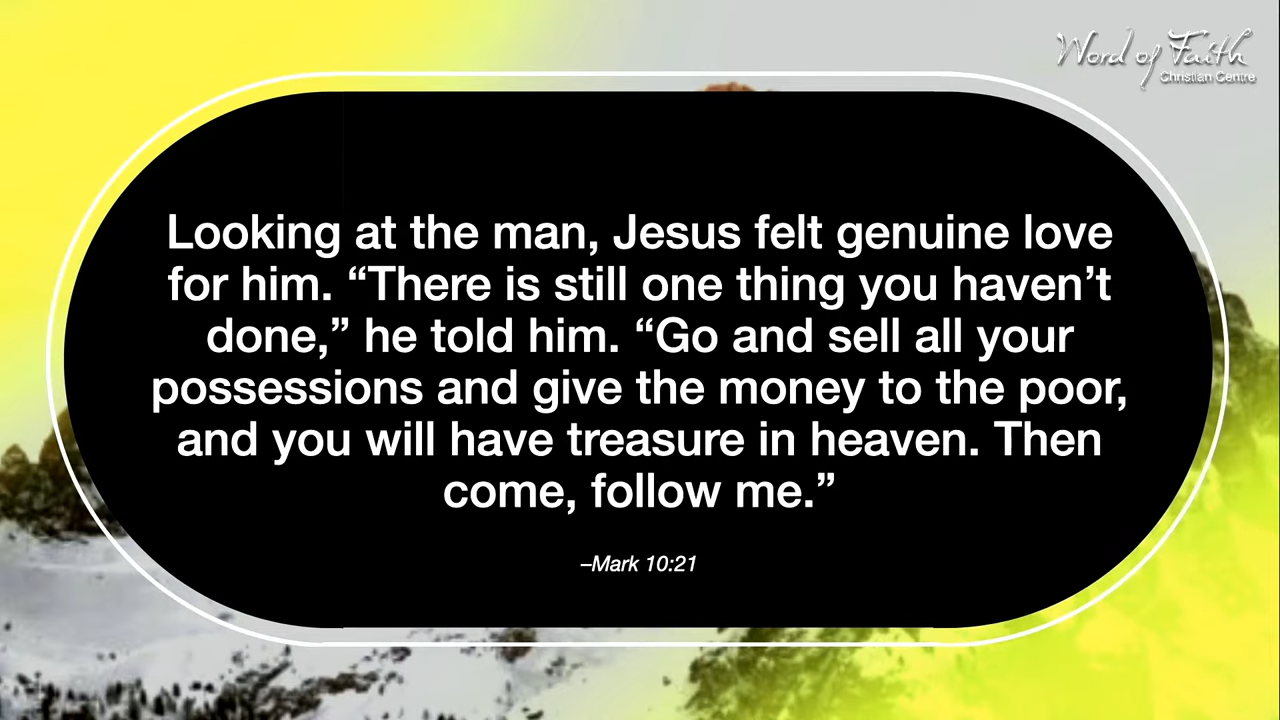 Word of Faith
Christian Centre
Looking at the man, Jesus felt genuine love
for him. “There is still one thing you haven’t
done,” he told him. “Go and sell all your
possessions and give the money to the poor,
and you will have treasure in heaven. Then
come, follow me.”
–Mark 10:21